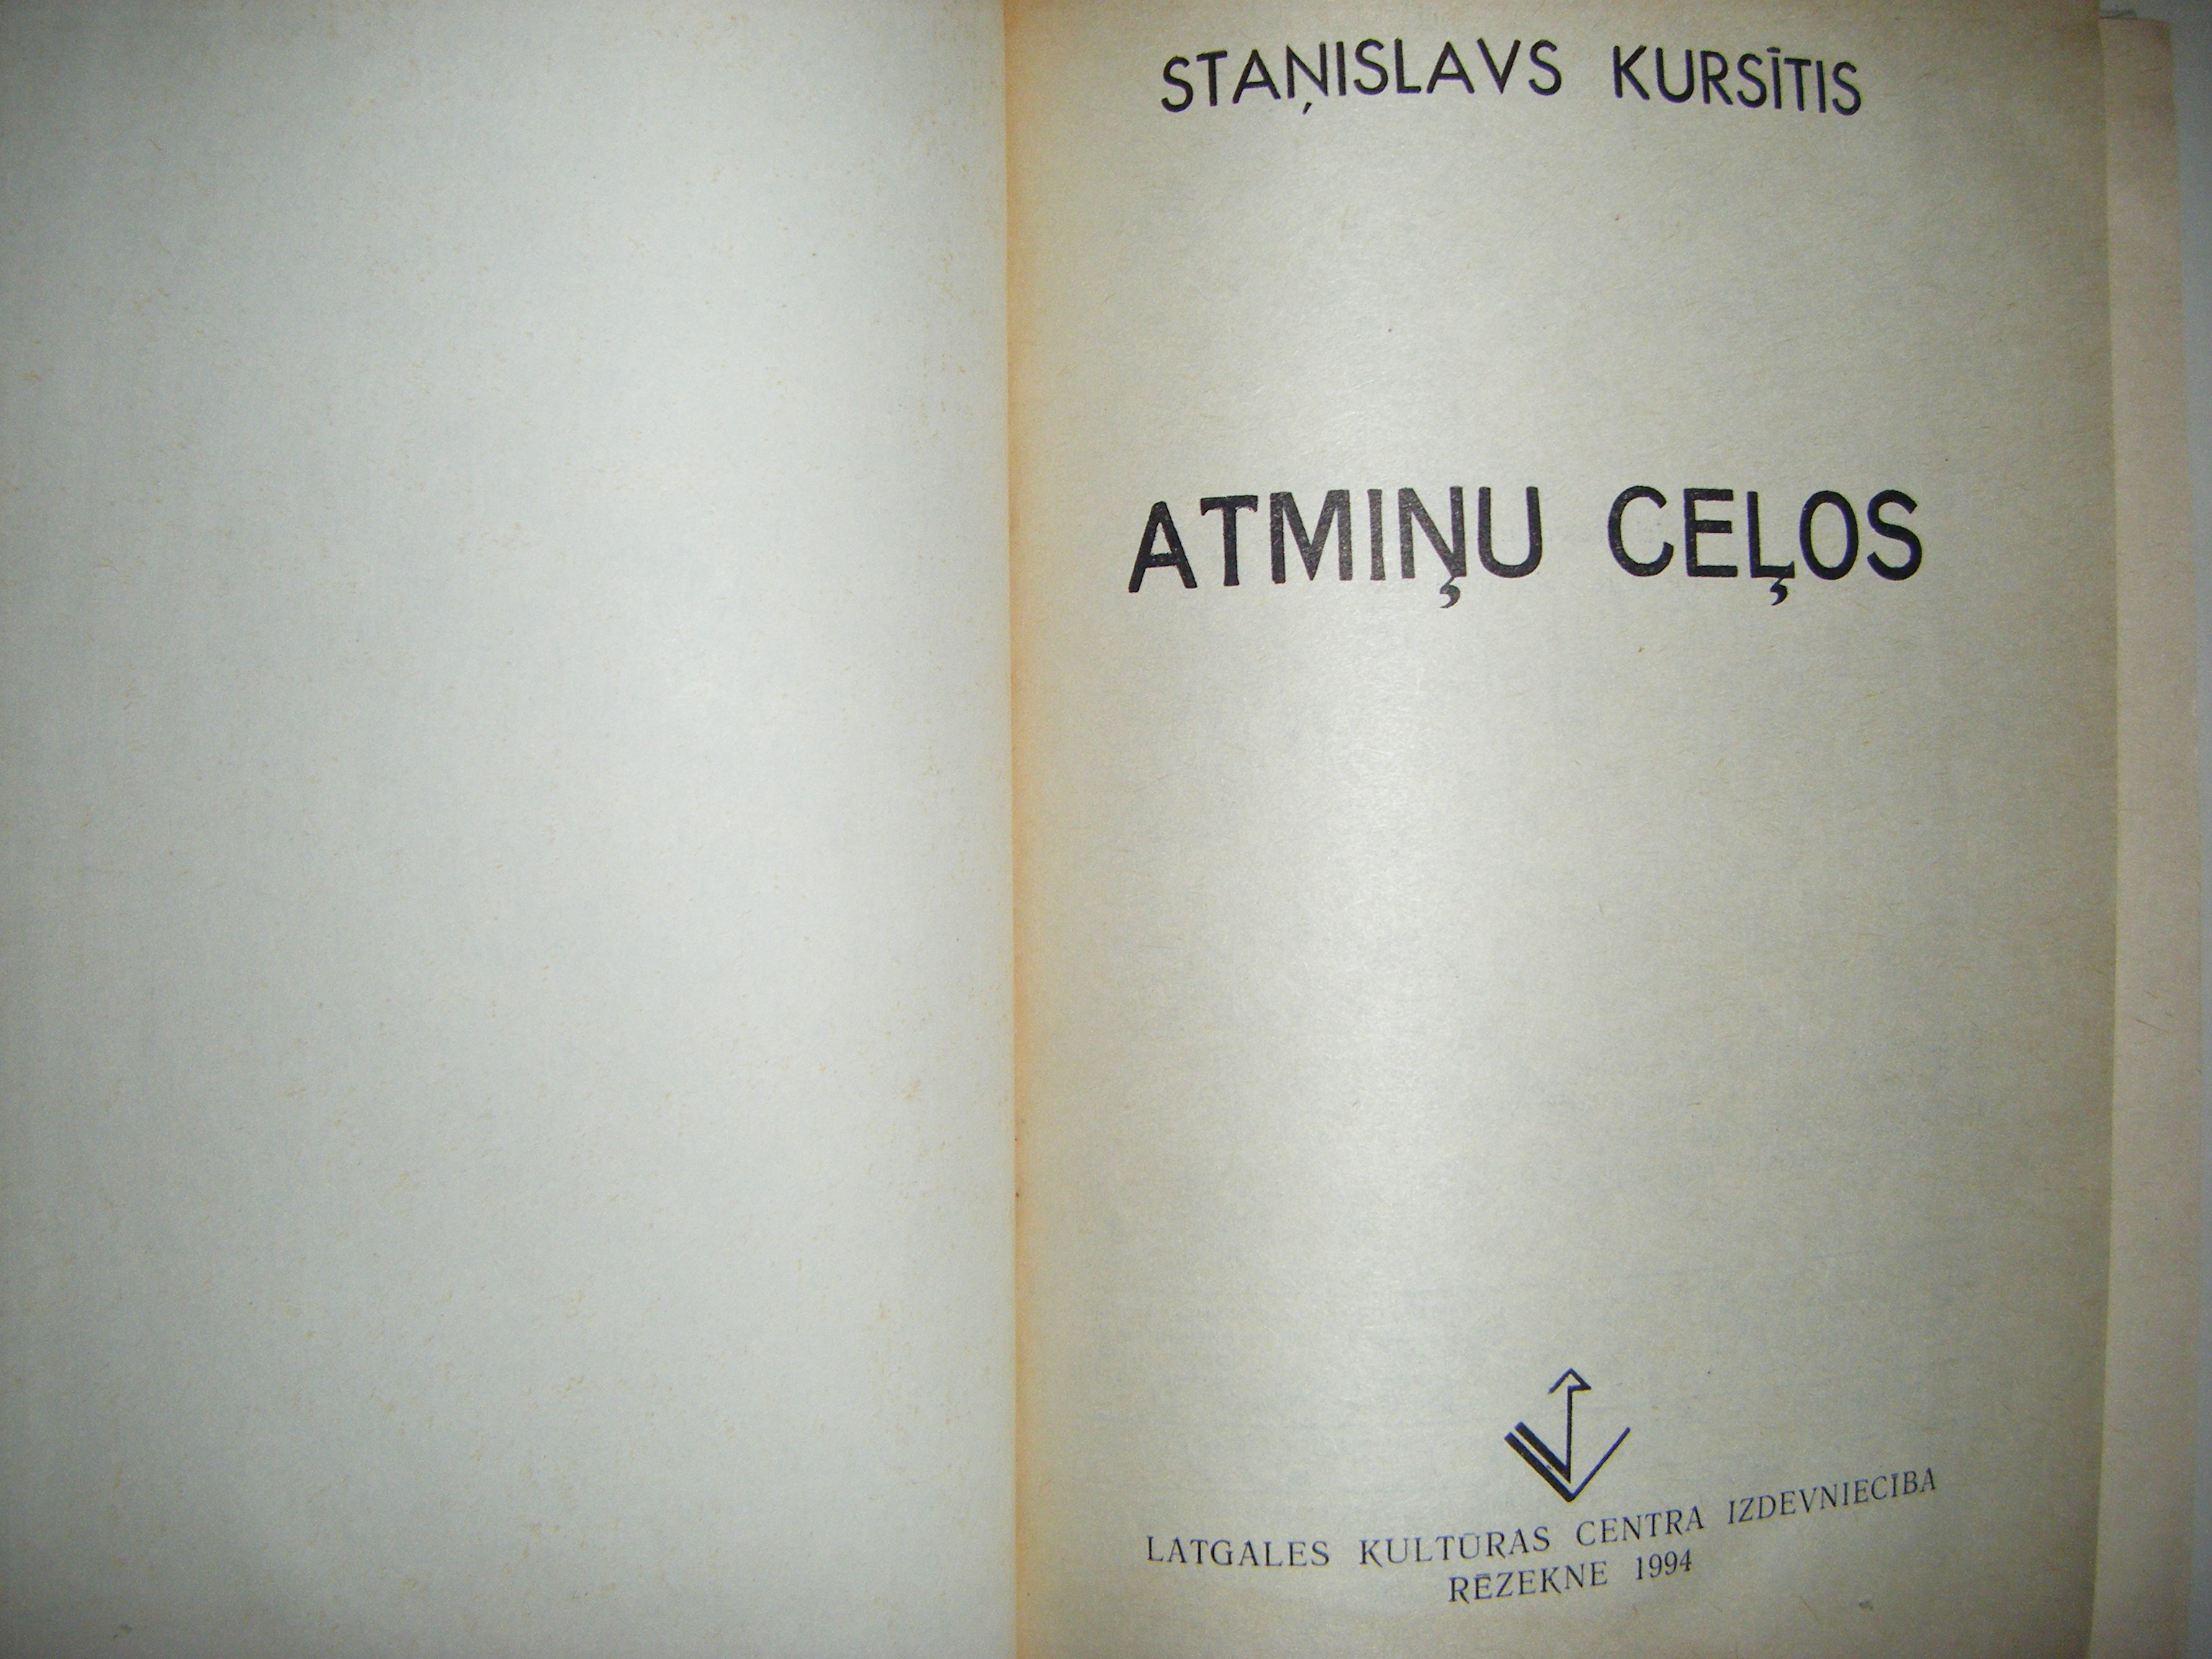 STAŅISLAVS KURSĪTIS
ATMIŅU CEĻOS
LATGALES KULTŪRAS CENTRA IZDEVNIECIBA
RĒZEKNE 1994